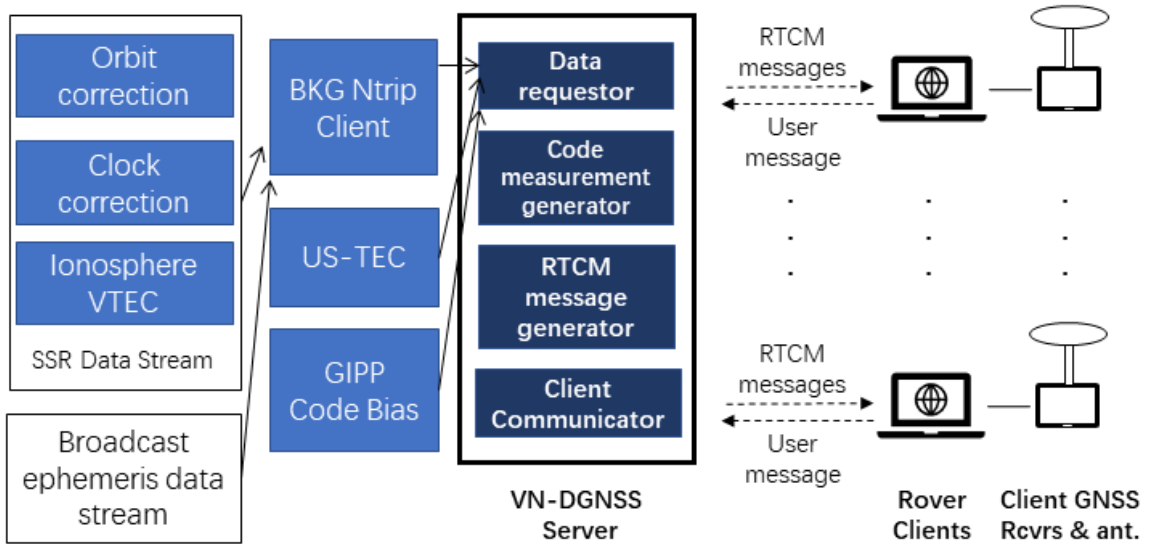 Orbit
correction
Clock
correction
Ionosphere
VTEC
SSR Data Stream
Broadcast
ephemeris data
stream
BKG Ntrip
Client
US-TEC
GIPP
Code Bias
Data
requestor
Code
measurement
generator
RTCM
message
generator
Client
Communicator
VN-DGNSS
Server
RTCM
messages
User
message
RTCM
messages
User
message
Rover
Clients
Client GNSS
Rcvrs & ant.